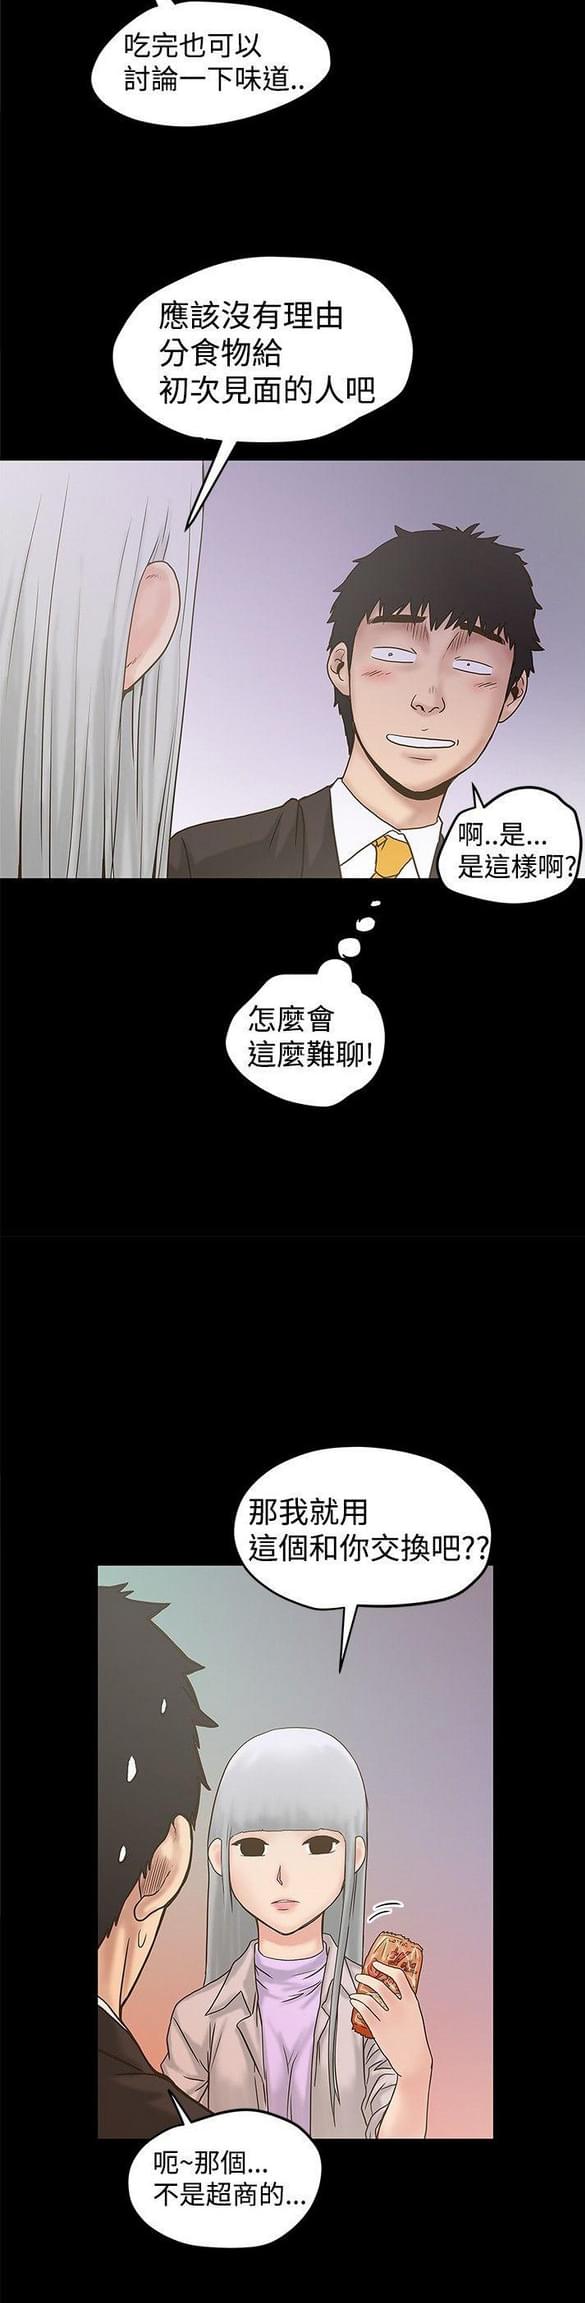 吃完也可以
討論一下味道..
應該沒有理由
分食物給
初次見面的人吧
啊..是...
是這樣啊?
怎麼會
這麼難聊!
那我就用
這個和你交換吧??
呃~那個...
不是超商的...